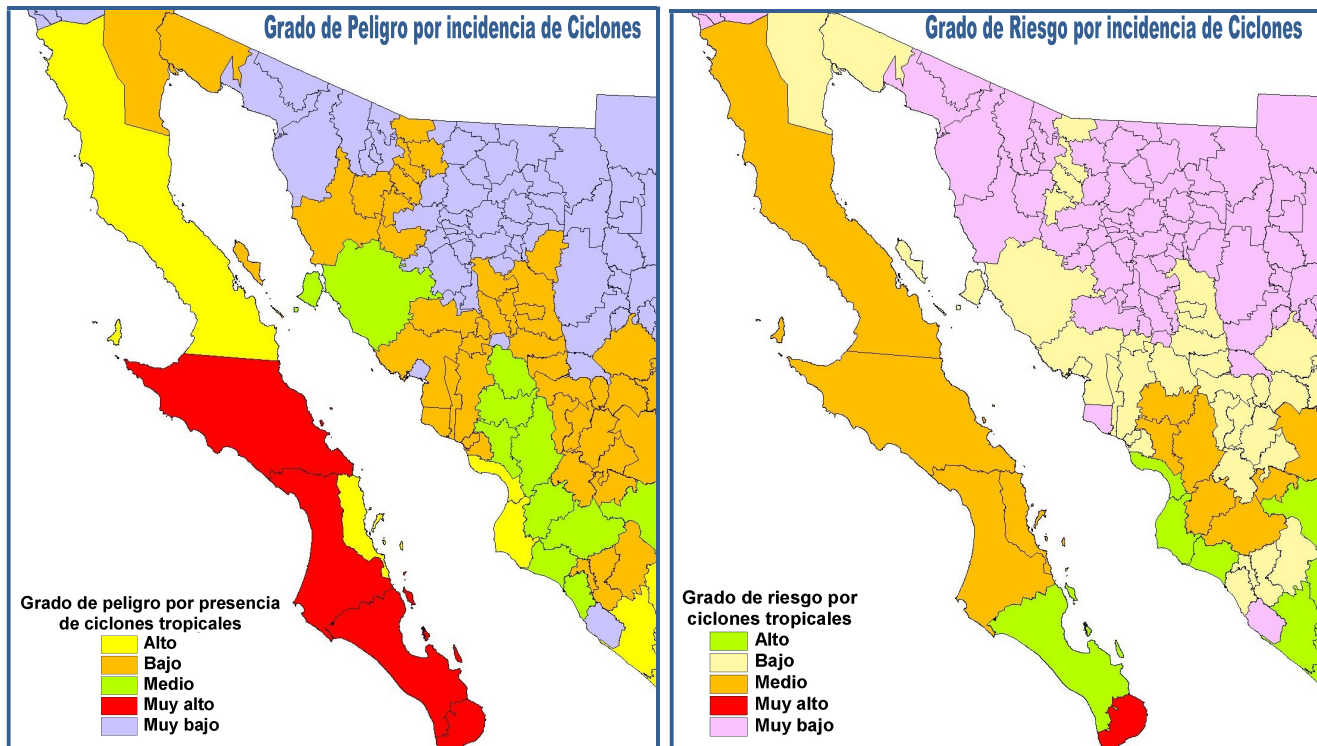 Grado de Peligro por incidencia de Ciclones
Grado de peligro por presencia
de ciclones tropicales
Alto
Bajo
Medio
Muy alto
Muy bajo
Grado de Riesgo por incidencia de Ciclones
Grado de riesgo por
ciclones tropicales
Alto
Bajo
Medio
Muy alto
Muy bajo